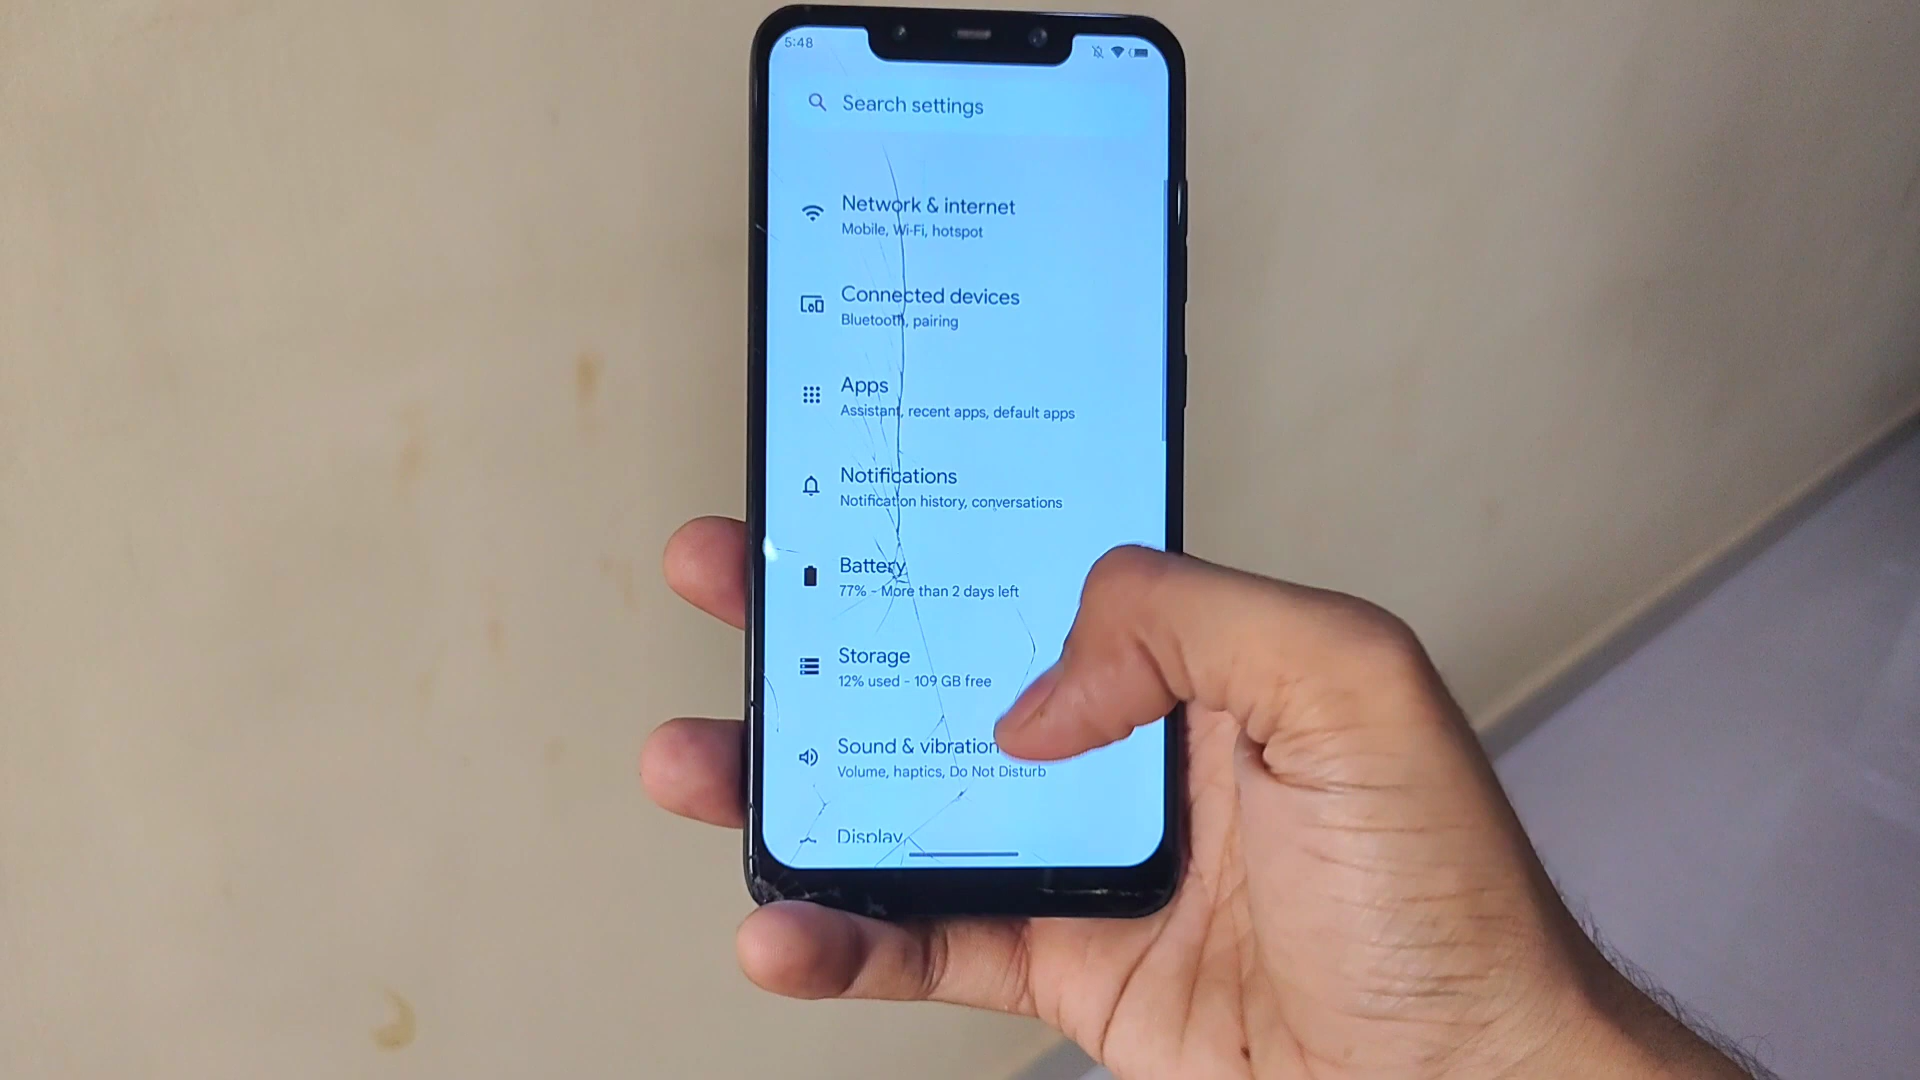 5:48
Search settings
Network & internet
Mobile, Wi-Fi, hotspot
Connected devices
Bluetooth, pairing
Apps
Assistant, recent apps, default apps
Notifications
Notification history, conversations
Battery
77% - More than 2 days left
Storage
12% used - 109 GB free
Sound & vibration
Volume, haptics, Do Not Disturb
Display